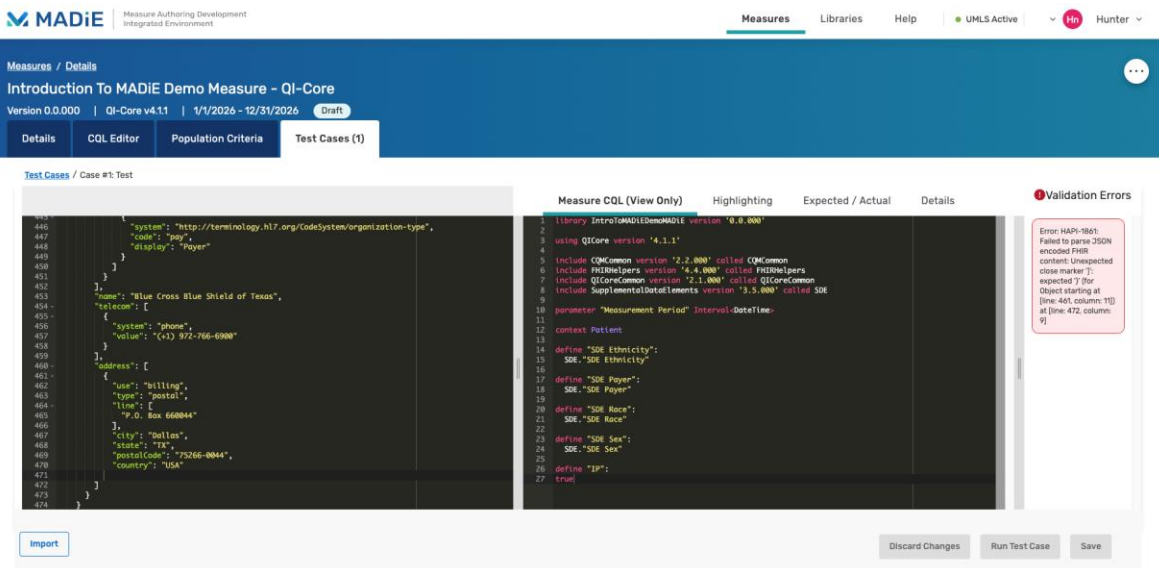 MADiE
Measure Authoring Development
Integrated Environment
Measures
Libraries
Help
UMLS Active
Hn
Hunter
Measures / Details
Introduction To MADiE Demo Measure - QI-Core
Version 0.0.000 | QI-Core v4.1.1 | 1/1/2026 - 12/31/2026 Draft
Details
CQL Editor
Population Criteria
Test Cases (1)
Test Cases / Case #1: Test
446 "system": "http://terminology.hl7.org/CodeSystem/organization-type",
447 "code": "pay",
448 "display": "Payer"
449 }
450 ]
451 }
452 ],
453 "name": "Blue Cross Blue Shield of Texas",
454 "telecom": [
455 {
456 "system": "phone",
457 "value": "(+1) 972-766-6900"
458 }
459 ],
460 "address": [
461 {
462 "use": "billing",
463 "type": "postal",
464 "line": [
465 "P.O. Box 660044"
466 ],
467 "city": "Dallas",
468 "state": "TX",
469 "postalCode": "75266-0044",
470 "country": "USA"
471
472 ]
473 }
474 }
Measure CQL (View Only)
Highlighting
Expected / Actual
Details
1 library IntroToMADiEDemoMADiE version '0.0.000'
2
3 using QICore version '4.1.1'
4
5 include CQMCommon version '2.2.000' called CQMCommon
6 include FHIRHelpers version '4.4.000' called FHIRHelpers
7 include QICoreCommon version '2.1.000' called QICoreCommon
8 include SupplementalDataElements version '3.5.000' called SDE
9
10 parameter "Measurement Period" Interval<DateTime>
11
12 context Patient
13
14 define "SDE Ethnicity":
15 SDE."SDE Ethnicity"
16
17 define "SDE Payer":
18 SDE."SDE Payer"
19
20 define "SDE Race":
21 SDE."SDE Race"
22
23 define "SDE Sex":
24 SDE."SDE Sex"
25
26 define "IP":
27 true
Validation Errors
Error: HAPI-1861:
Failed to parse JSON
encoded FHIR
content: Unexpected
close marker ']':
expected '}' (for
Object starting at
[line: 461, column: 11])
at [line: 472, column:
9]
Import
Discard Changes
Run Test Case
Save